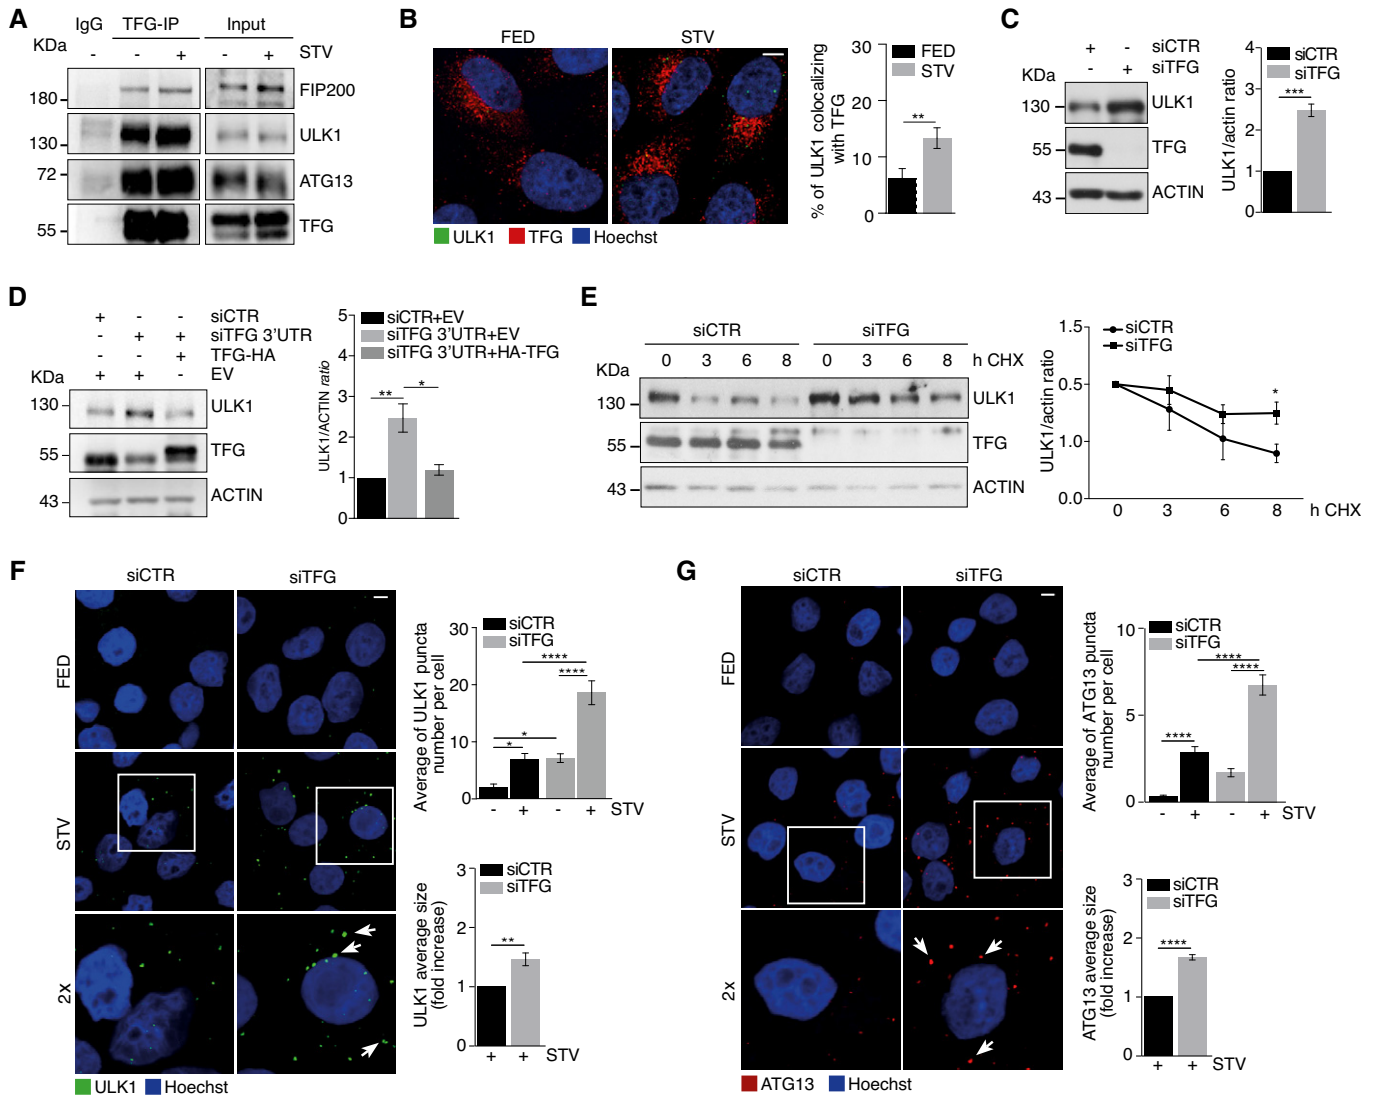 A
IgG TFG-IP Input
KDa
- - + - + STV
180 FIP200
130 ULK1
72 ATG13
55 TFG
B
FED STV
ULK1 TFG Hoechst
% of ULK1 colocalizing
with TFG
30
20
10
0
FED
STV
**
C
+ - siCTR
- + siTFG
KDa
130 ULK1
55 TFG
43 ACTIN
ULK1/actin ratio
4
3
2
1
0
siCTR
siTFG
***
D
+ - - siCTR
- + + siTFG 3'UTR
- - + TFG-HA
+ + - EV
KDa
130 ULK1
55 TFG
43 ACTIN
ULK1/ACTIN ratio
5
4
3
2
1
0
siCTR+EV
siTFG 3'UTR+EV
siTFG 3'UTR+HA-TFG
** *
E
siCTR siTFG
0 3 6 8 0 3 6 8 h CHX
KDa
130 ULK1
55 TFG
43 ACTIN
ULK1/actin ratio
1.5
0.5
1.0
0.0
siCTR
siTFG
*
0 3 6 8 h CHX
F
siCTR siTFG
FED
STV
2x
ULK1 Hoechst
Average of ULK1 puncta
number per cell
30
20
10
0
siCTR
siTFG
****
****
*
*
- + - + STV
ULK1 average size
(fold increase)
3
2
1
0
siCTR
siTFG
**
+ + STV
G
siCTR siTFG
FED
STV
2x
ATG13 Hoechst
Average of ATG13 puncta
number per cell
10
5
0
siCTR
siTFG
****
****
****
- + - + STV
ATG13 average size
(fold increase)
3
2
1
0
siCTR
siTFG
****
+ + STV